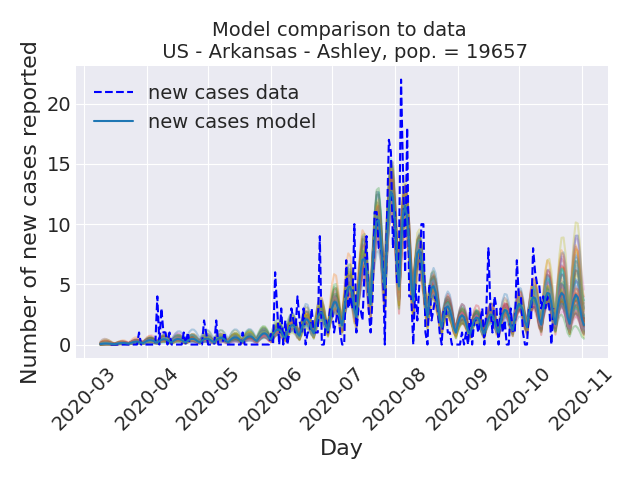 Model comparison to data
US - Arkansas - Ashley, pop. = 19657
Number of new cases reported
new cases data
new cases model
20
15
10
5
0
2020-03
2020-04
2020-05
2020-06
2020-07
2020-08
2020-09
2020-10
2020-11
Day